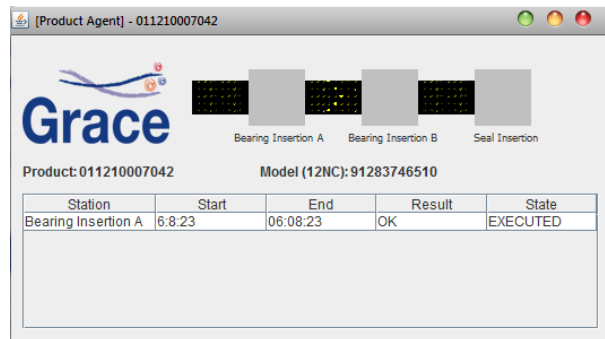 [Product Agent] - 011210007042
Grace
Bearing Insertion A Bearing Insertion B Seal Insertion
Product: 011210007042 Model (12NC): 91283746510
Station Start End Result State
Bearing Insertion A 6:8:23 06:08:23 OK EXECUTED